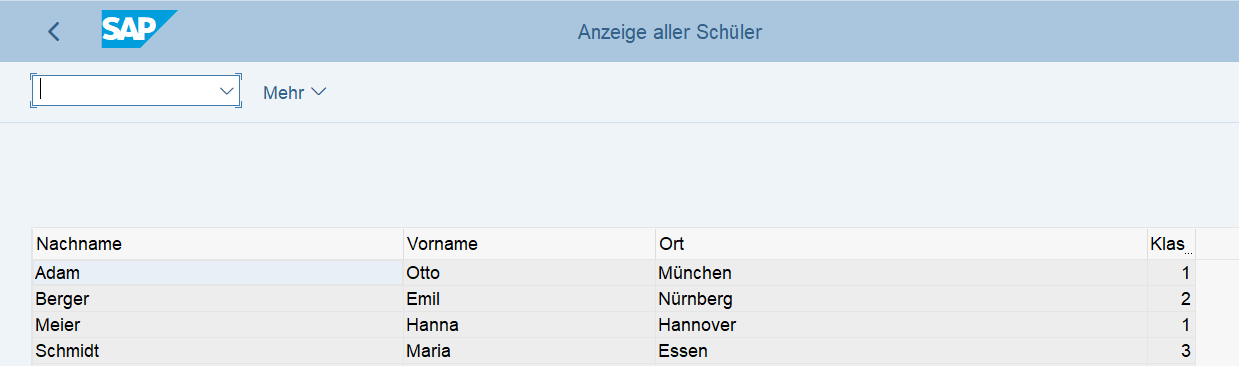 SAP Anzeige aller Schüler
Mehr
Nachname Vorname Ort Klas...
Adam Otto München 1
Berger Emil Nürnberg 2
Meier Hanna Hannover 1
Schmidt Maria Essen 3